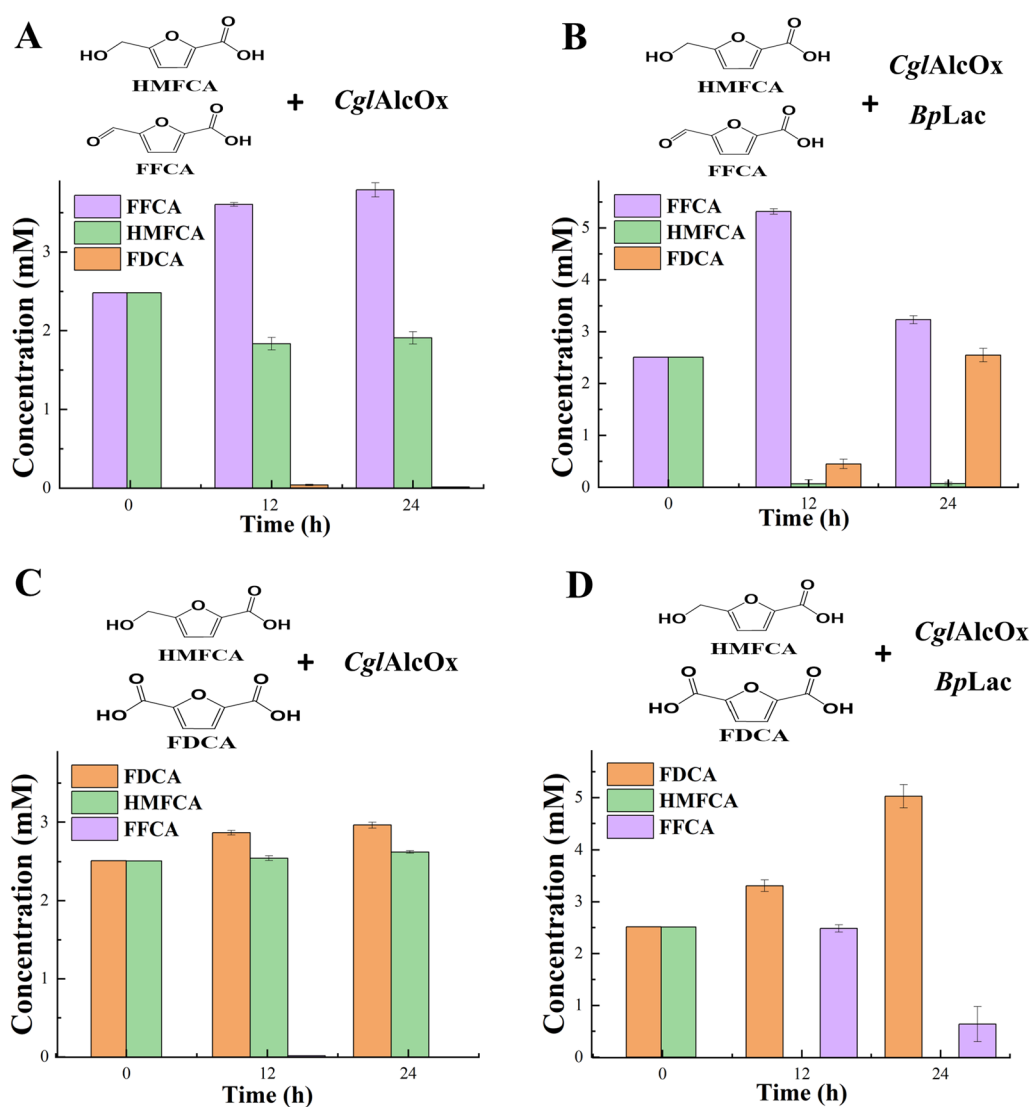 A
HO
O
O
OH
HMFCA
+ CglAlcOx
O
O
O
OH
FFCA
FFCA
HMFCA
FDCA
Concentration (mM)
3
2
1
0
0
12
24
Time (h)
B
HO
O
O
OH
HMFCA
+
CglAlcOx
BpLac
O
O
O
OH
FFCA
FFCA
HMFCA
FDCA
Concentration (mM)
5
4
3
2
1
0
0
12
24
Time (h)
C
HO
O
O
OH
HMFCA
+ CglAlcOx
O
HO
O
O
OH
FDCA
FDCA
HMFCA
FFCA
Concentration (mM)
3
2
1
0
0
12
24
Time (h)
D
HO
O
O
OH
HMFCA
+
CglAlcOx
BpLac
O
HO
O
O
OH
FDCA
FDCA
HMFCA
FFCA
Concentration (mM)
5
4
3
2
1
0
0
12
24
Time (h)